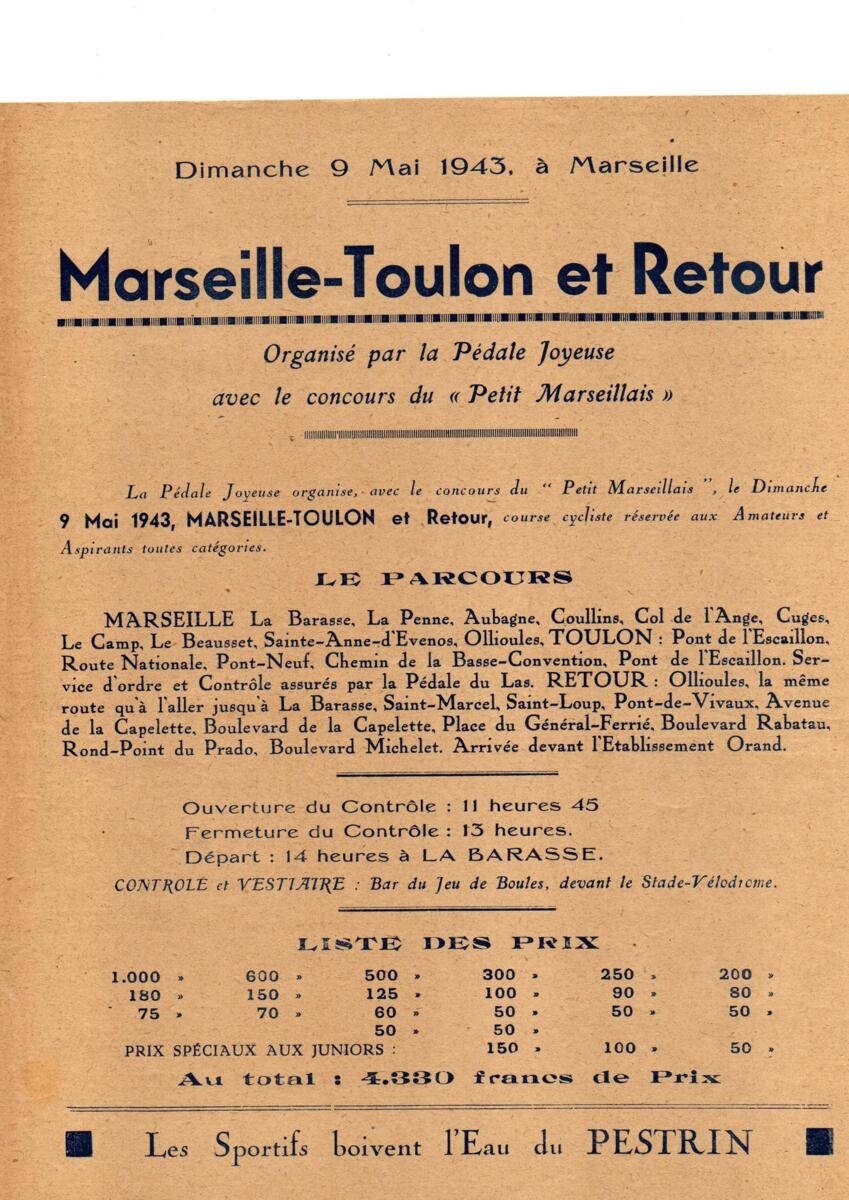 Dimanche 9 Mai 1943, à Marseille
Marseille-Toulon et Retour
Organisé par la Pédale Joyeuse
avec le concours du « Petit Marseillais »
La Pédale Joyeuse organise, avec le concours du “ Petit Marseillais ”, le Dimanche
9 Mai 1943, MARSEILLE-TOULON et Retour, course cycliste réservée aux Amateurs et
Aspirants toutes catégories.
LE PARCOURS
MARSEILLE La Barasse, La Penne, Aubagne, Coullins, Col de l'Ange, Cuges,
Le Camp, Le Beausset, Sainte-Anne-d'Evenos, Ollioules, TOULON : Pont de l'Escaillon,
Route Nationale, Pont-Neuf, Chemin de la Basse-Convention, Pont de l'Escaillon. Ser-
vice d'ordre et Contrôle assurés par la Pédale du Las. RETOUR : Ollioules, la même
route qu'à l'aller jusqu'à La Barasse, Saint-Marcel, Saint-Loup, Pont-de-Vivaux, Avenue
de la Capelette, Boulevard de la Capelette, Place du Général-Ferrié, Boulevard Rabatau,
Rond-Point du Prado, Boulevard Michelet. Arrivée devant l'Etablissement Orand.
Ouverture du Contrôle : 11 heures 45
Fermeture du Contrôle : 13 heures.
Départ : 14 heures à LA BARASSE.
CONTROLE et VESTIAIRE : Bar du Jeu de Boules, devant le Stade-Vélodrome.
LISTE DES PRIX
1.000 » 600 » 500 » 300 » 250 » 200 »
180 » 150 » 125 » 100 » 90 » 80 »
75 » 70 » 60 » 50 » 50 » 50 »
50 » 50 »
PRIX SPÉCIAUX AUX JUNIORS : 150 » 100 » 50 »
Au total : 4.330 francs de Prix
Les Sportifs boivent l'Eau du PESTRIN